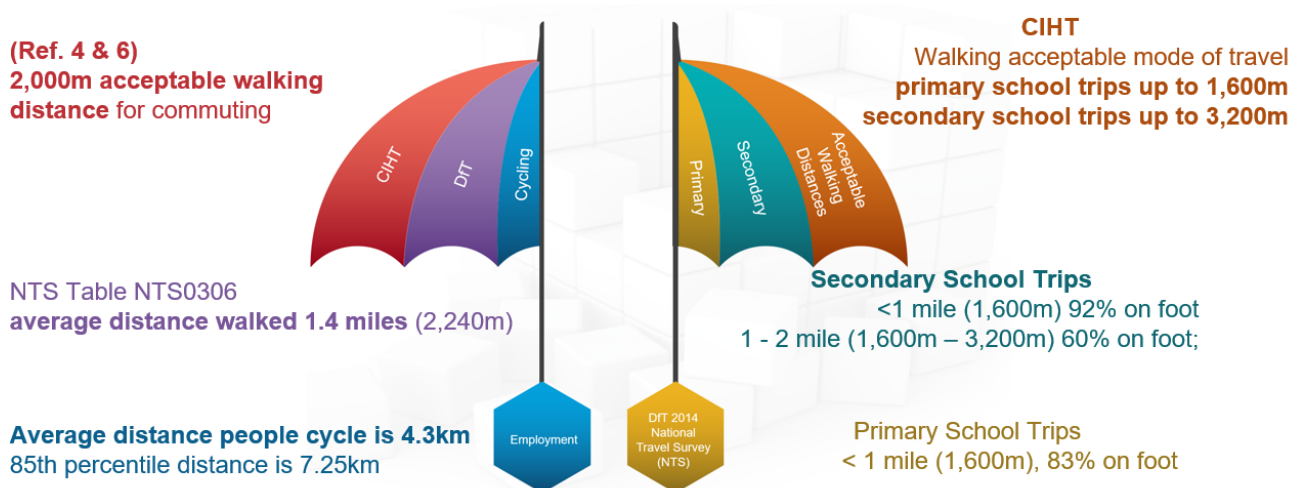 (Ref. 4 & 6)
2,000m acceptable walking
distance for commuting
CIHT
DfT
Cycling
NTS Table NTS0306
average distance walked 1.4 miles (2,240m)
Average distance people cycle is 4.3km
85th percentile distance is 7.25km
Employment
CIHT
Walking acceptable mode of travel
primary school trips up to 1,600m
secondary school trips up to 3,200m
Primary
Secondary
Acceptable
Walking
Distances
Secondary School Trips
<1 mile (1,600m) 92% on foot
1 - 2 mile (1,600m – 3,200m) 60% on foot;
DfT 2014
National
Travel Survey
(NTS)
Primary School Trips
< 1 mile (1,600m), 83% on foot